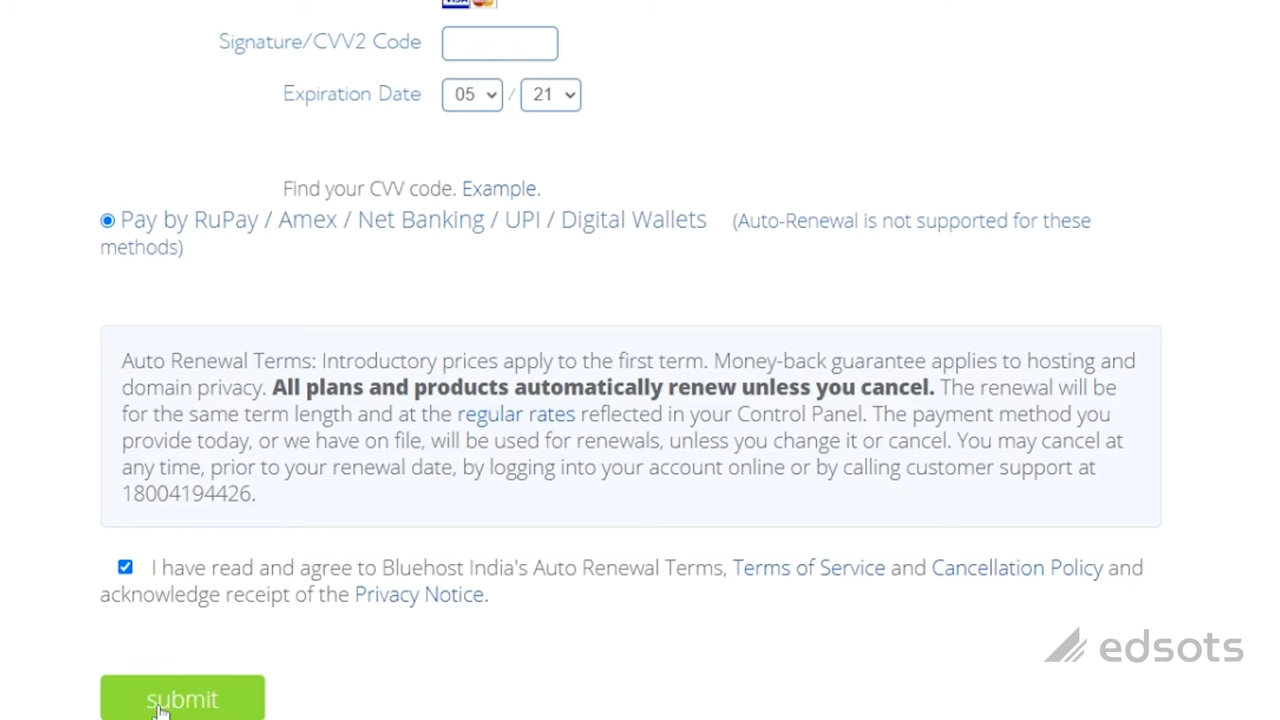 VISA
Signature/CVV2 Code
Expiration Date 05 / 21
Find your CVV code. Example.
Pay by RuPay / Amex / Net Banking / UPI / Digital Wallets (Auto-Renewal is not supported for these
methods)
Auto Renewal Terms: Introductory prices apply to the first term. Money-back guarantee applies to hosting and
domain privacy. All plans and products automatically renew unless you cancel. The renewal will be
for the same term length and at the regular rates reflected in your Control Panel. The payment method you
provide today, or we have on file, will be used for renewals, unless you change it or cancel. You may cancel at
any time, prior to your renewal date, by logging into your account online or by calling customer support at
18004194426.
I have read and agree to Bluehost India's Auto Renewal Terms, Terms of Service and Cancellation Policy and
acknowledge receipt of the Privacy Notice.
edsots
submit